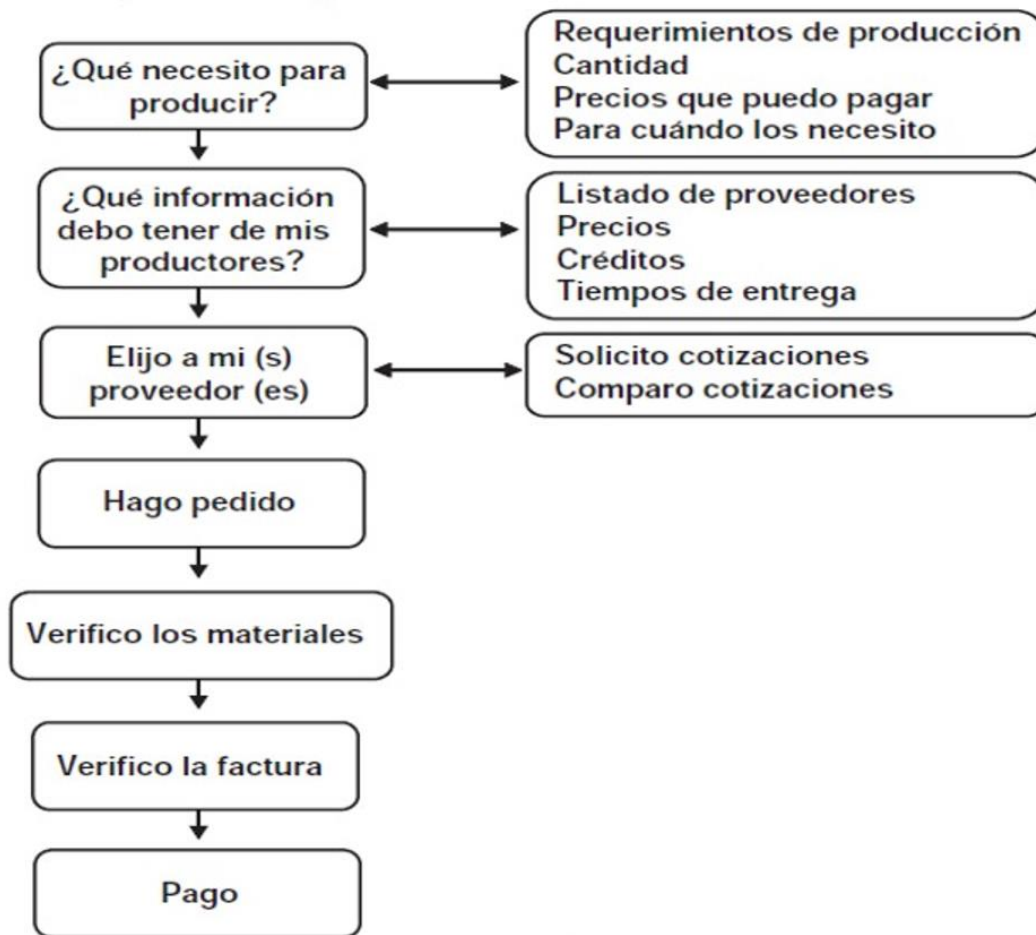 ¿Qué necesito para
producir?
Requerimientos de producción
Cantidad
Precios que puedo pagar
Para cuándo los necesito
¿Qué información
debo tener de mis
productores?
Listado de proveedores
Precios
Créditos
Tiempos de entrega
Elijo a mi (s)
proveedor (es)
Solicito cotizaciones
Comparo cotizaciones
Hago pedido
Verifico los materiales
Verifico la factura
Pago